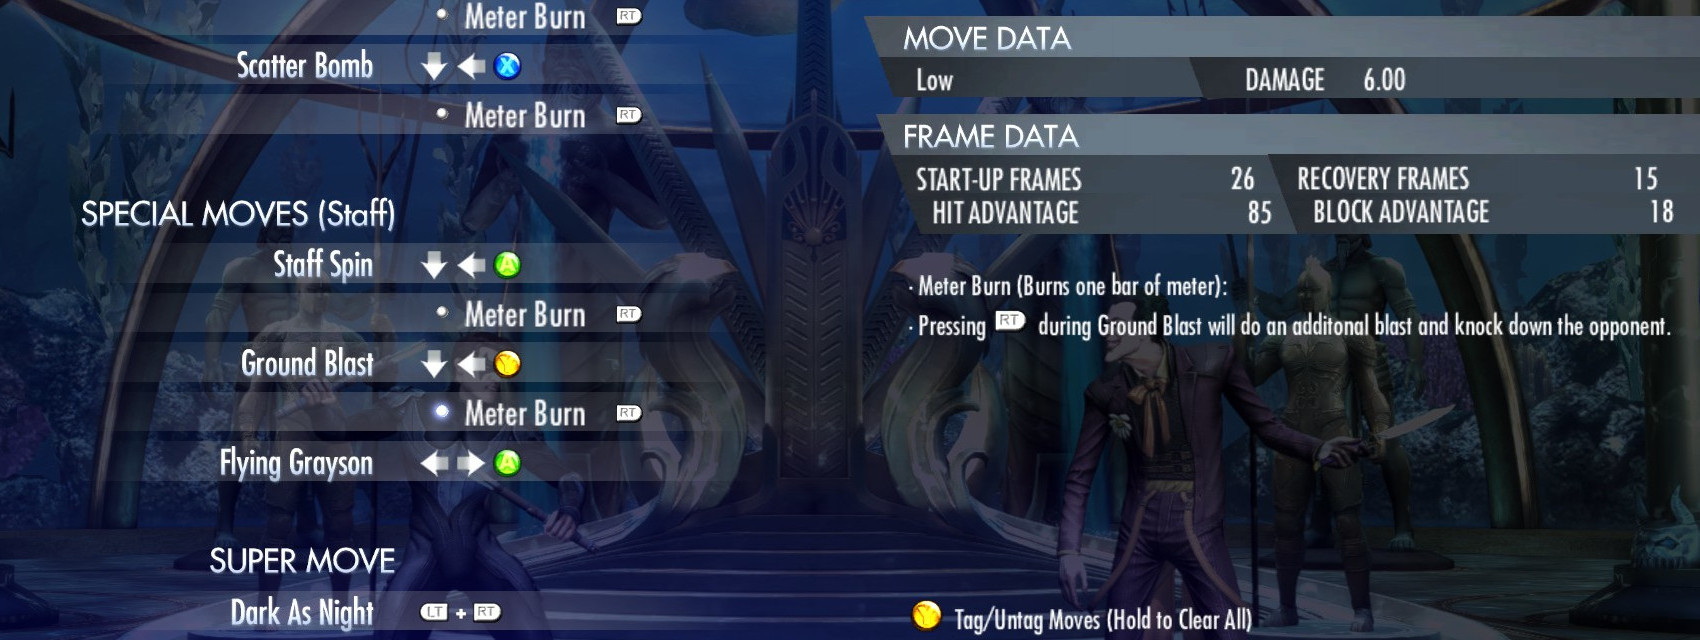 Meter Burn RT
Scatter Bomb X
Meter Burn RT
SPECIAL MOVES (Staff)
Staff Spin A
Meter Burn RT
Ground Blast Y
Meter Burn RT
Flying Grayson A
SUPER MOVE
Dark As Night LT + RT
MOVE DATA
Low DAMAGE 6.00
FRAME DATA
START-UP FRAMES 26 RECOVERY FRAMES 15
HIT ADVANTAGE 85 BLOCK ADVANTAGE 18
· Meter Burn (Burns one bar of meter):
· Pressing RT during Ground Blast will do an additonal blast and knock down the opponent.
Y Tag/Untag Moves (Hold to Clear All)